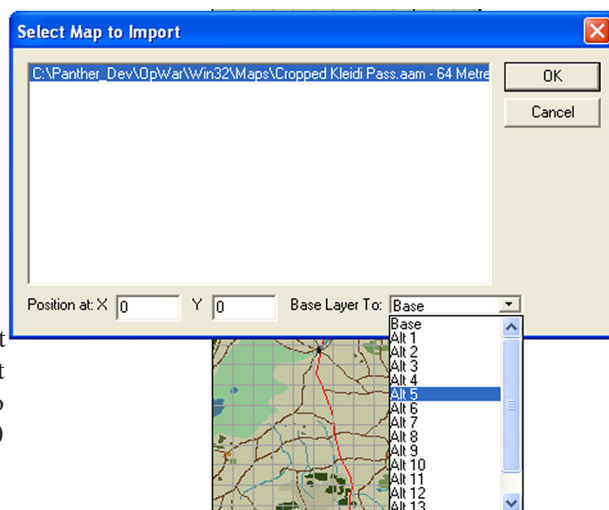 Select Map to Import
C:\Panther_Dev\OpWar\Win32\Maps\Cropped Kleidi Pass.aam - 64 Metre
OK
Cancel
Position at: X 0 Y 0 Base Layer To: Base
Base
Alt 1
Alt 2
Alt 3
Alt 4
Alt 5
Alt 6
Alt 7
Alt 8
Alt 9
Alt 10
Alt 11
Alt 12
Alt 13